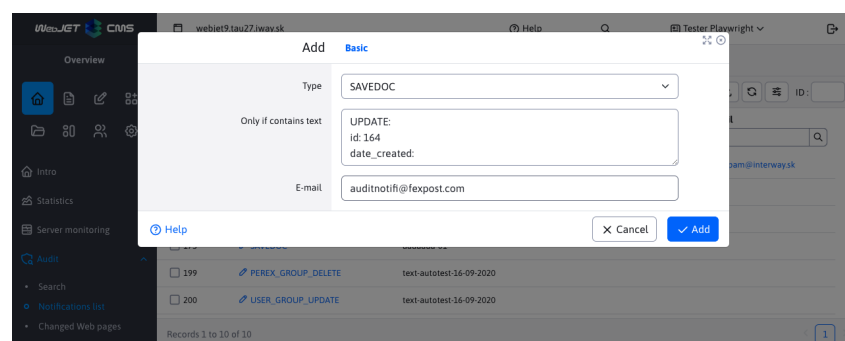 WebJET CMS
webjet9.tau27.iway.sk
Help
Tester Playwright
Overview
Add
Basic
Type
SAVEDOC
ID:
Only if contains text
UPDATE:
id: 164
date_created:
Intro
E-mail
auditnotifi@fexpost.com
Statistics
Server monitoring
Help
Cancel
Add
Audit
199
PEREX_GROUP_DELETE
text-autotest-16-09-2020
Search
200
USER_GROUP_UPDATE
text-autotest-16-09-2020
Notifications list
Changed Web pages
Records 1 to 10 of 10
1